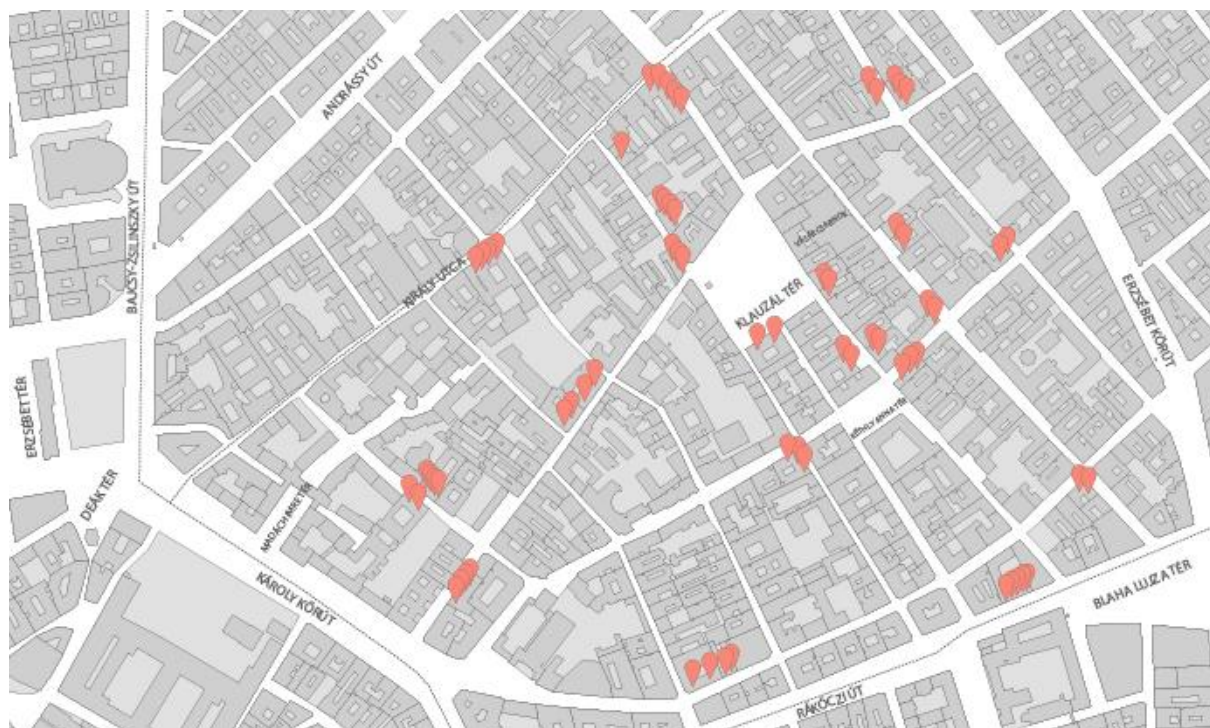 ANDRÁSSY ÚT
BAJCSY-ZSILINSZKY ÚT
KIRÁLY UTCA
KLAUZÁL TÉR
ERZSÉBET KÖRÚT
ERZSÉBET TÉR
DEÁK TÉR
MADÁCH IMRE TÉR
KÁROLY KÖRÚT
BLAHA LUJZA TÉR
RÁKÓCZI ÚT